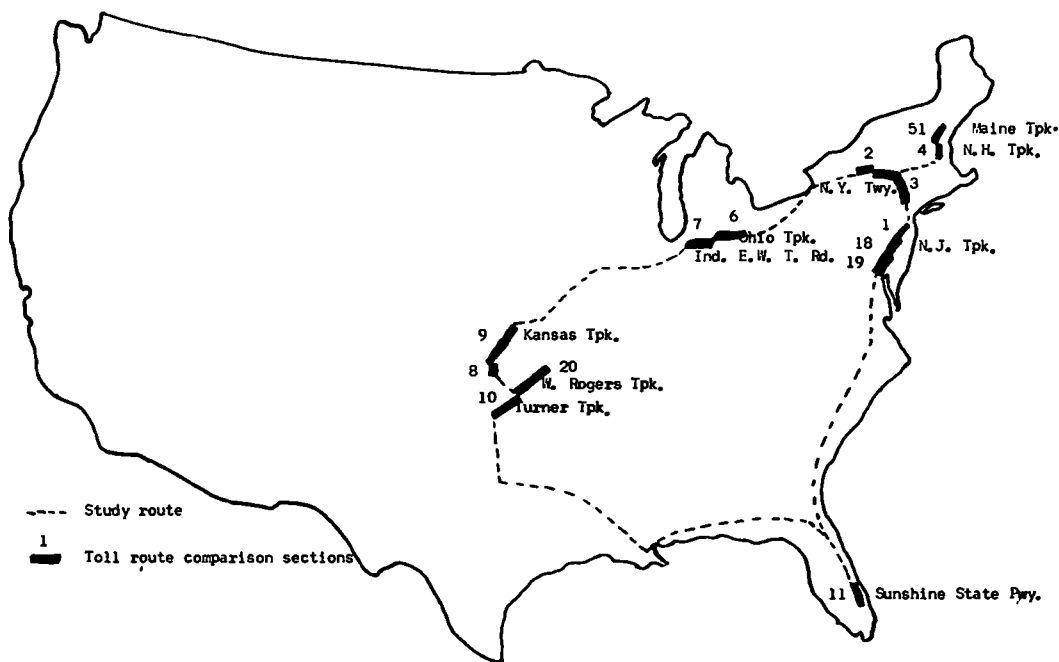 51 Maine Tpk.
4 N.H. Tpk.
2
N.Y. Twy. 3
1
18 N.J. Tpk.
19
7 6
Ohio Tpk.
Ind. E.W. T. Rd.
9 Kansas Tpk.
8 20
W. Rogers Tpk.
10 Turner Tpk.
---- Study route
1
Toll route comparison sections
11 Sunshine State Pwy.